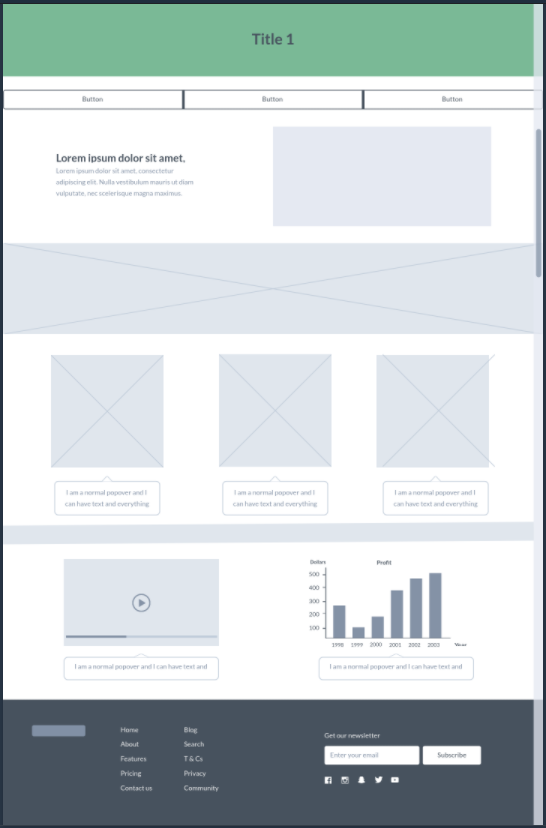 Title 1
Button
Button
Button
Lorem ipsum dolor sit amet,
Lorem ipsum dolor sit amet, consectetur
adipiscing elit. Nulla vestibulum mauris ut diam
vulputate, nec scelerisque magna maximus.
I am a normal popover and I
can have text and everything
I am a normal popover and I
can have text and everything
I am a normal popover and I
can have text and everything
Dollars
Profit
500
400
300
200
100
1998 1999 2000 2001 2002 2003
Years
I am a normal popover and I can have text and
I am a normal popover and I can have text and
Home
About
Features
Pricing
Contact us
Blog
Search
T & Cs
Privacy
Community
Get our newsletter
Enter your email
Subscribe